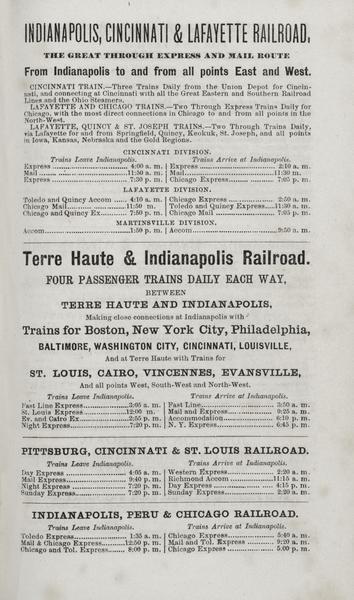 INDIANAPOLIS, CINCINNATI & LAFAYETTE RAILROAD,
THE GREAT THROUGH EXPRESS AND MAIL ROUTE
From Indianapolis to and from all points East and West.
CINCINNATI TRAIN.—Three Trains Daily from the Union Depot for Cincinnati, and connecting at Cincinnati with all the Great Eastern and Southern Railroad
Lines and the Ohio Steamers.
LAFAYETTE AND CHICAGO TRAINS.—Two Through Express Trains Daily for
Chicago, with the most direct connections in Chicago to and from all points in the
North-West.
LAFAYETTE, QUINCY & ST. JOSEPH TRAINS.—Two Through Trains,
via Lafayette for and from Springfield, Quincy, Keokuk, St. Joseph, and all points
in Iowa, Kansas, Nebraska and the Gold Regions.
CINCINNATI DIVISION.
Trains Leave Indianapolis. Trains Arrive at Indianapolis.
Express 4:00 a. m. Express 2:10 a. m.
Mail 11:50 a. m. Mail 11:30 m.
Express 7:30 p. m. Chicago Express 7:05 p. m.
LAFAYETTE DIVISION.
Toledo and Quincy Accom 4:10 a. m. Chicago Express 2:50 a. m.
Chicago Mail 11:50 m. Toledo and Quincy Express 11:30 a. m.
Chicago and Quincy Ex. 7:50 p. m. Chicago Mail 7:05 p. m.
MARTINSVILLE DIVISION.
Accom 1:50 p. m. Accom 9:50 a. m.
Terre Haute & Indianapolis Railroad.
FOUR PASSENGER TRAINS DAILY EACH WAY,
BETWEEN
TERRE HAUTE AND INDIANAPOLIS,
Making close connections at Indianapolis with
Trains for Boston, New York City, Philadelphia,
BALTIMORE, WASHINGTON CITY, CINCINNATI, LOUISVILLE,
And at Terre Haute with Trains for
ST. LOUIS, CAIRO, VINCENNES, EVANSVILLE,
And all points West, South-West and North-West.
Trains Leave Indianapolis. Trains Arrive at Indianapolis.
Fast Line Express 3:05 a. m. Fast Line 3:50 a. m.
St. Louis Express 12:00 m. Mail and Express 9:25 a. m.
Ev. and Cairo Ex 2:55 p. m. Accommodation 6:10 p. m.
Night Express 7:20 p. m. N. Y. Express 6:45 p. m.
PITTSBURG, CINCINNATI & ST. LOUIS RAILROAD.
Trains Leave Indianapolis. Trains Arrive at Indianapolis.
Day Express 4:05 a. m. Western Express 2:20 a. m.
Mail Express 9:40 p. m. Richmond Accom 11:15 a. m.
Night Express 7:20 p. m. Day Express 4:15 p. m.
Sunday Express 7:20 p. m. Sunday Express 2:20 a. m.
INDIANAPOLIS, PERU & CHICAGO RAILROAD.
Trains Leave Indianapolis. Trains Arrive at Indianapolis.
Toledo Express 1:35 a. m. Chicago Express 5:40 a. m.
Mail & Chicago Express 12:50 p. m. Mail and Tol. Express 9:20 a. m.
Chicago and Tol. Express 8:00 p. m. Chicago Express 5.00 p. m.